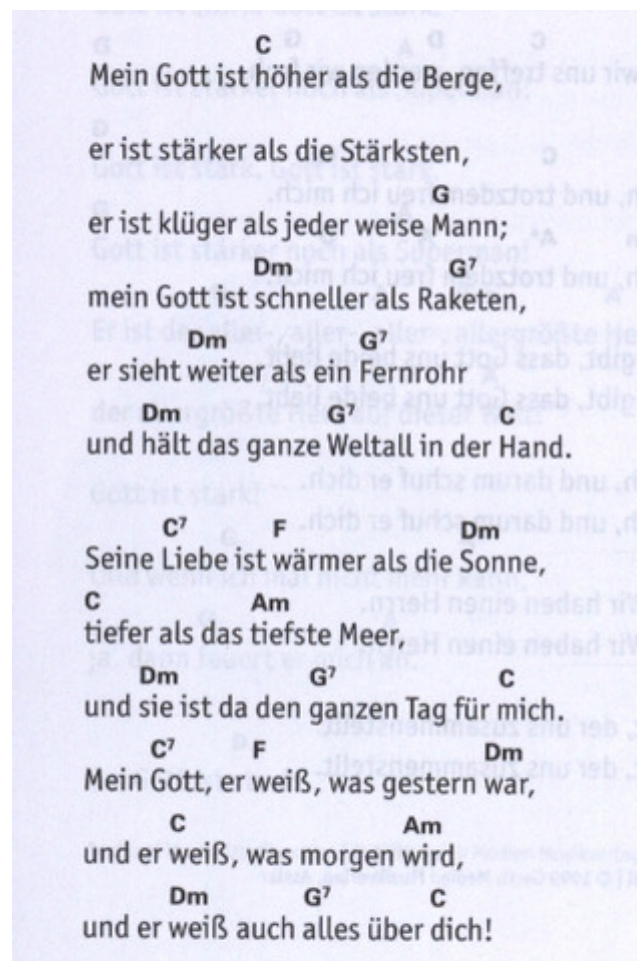 C
Mein Gott ist höher als die Berge,
er ist stärker als die Stärksten,
G
er ist klüger als jeder weise Mann;
Dm G⁷
mein Gott ist schneller als Raketen,
Dm G⁷
er sieht weiter als ein Fernrohr
Dm G⁷ C
und hält das ganze Weltall in der Hand.
C⁷ F Dm
Seine Liebe ist wärmer als die Sonne,
C Am
tiefer als das tiefste Meer,
Dm G⁷ C
und sie ist da den ganzen Tag für mich.
C⁷ F Dm
Mein Gott, er weiß, was gestern war,
C Am
und er weiß, was morgen wird,
Dm G⁷ C
und er weiß auch alles über dich!